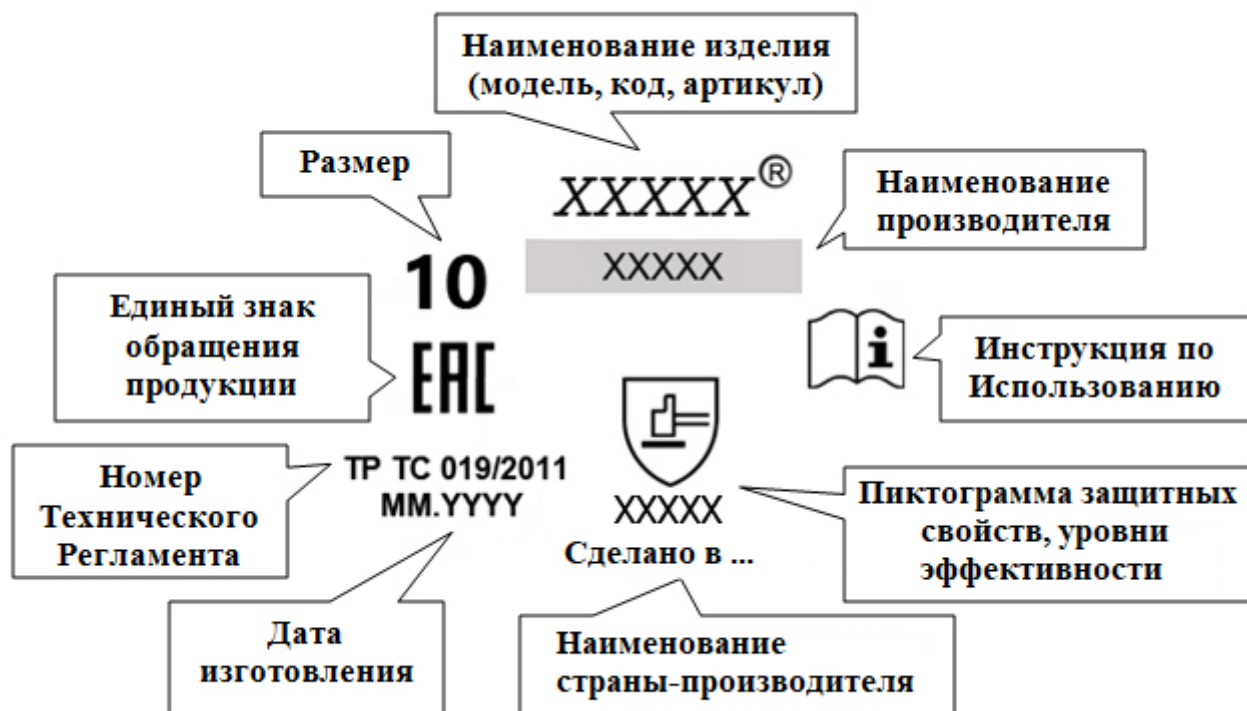 Наименование изделия
(модель, код, артикул)
Размер
XXXXX®
Наименование
производителя
10
XXXXX
Единый знак
обращения
продукции
EAC
i
Инструкция по
Использованию
Номер
Технического
Регламента
ТР ТС 019/2011
MM.YYYY
XXXXX
Сделано в ...
Пиктограмма защитных
свойств, уровни
эффективности
Дата
изготовления
Наименование
страны-производителя